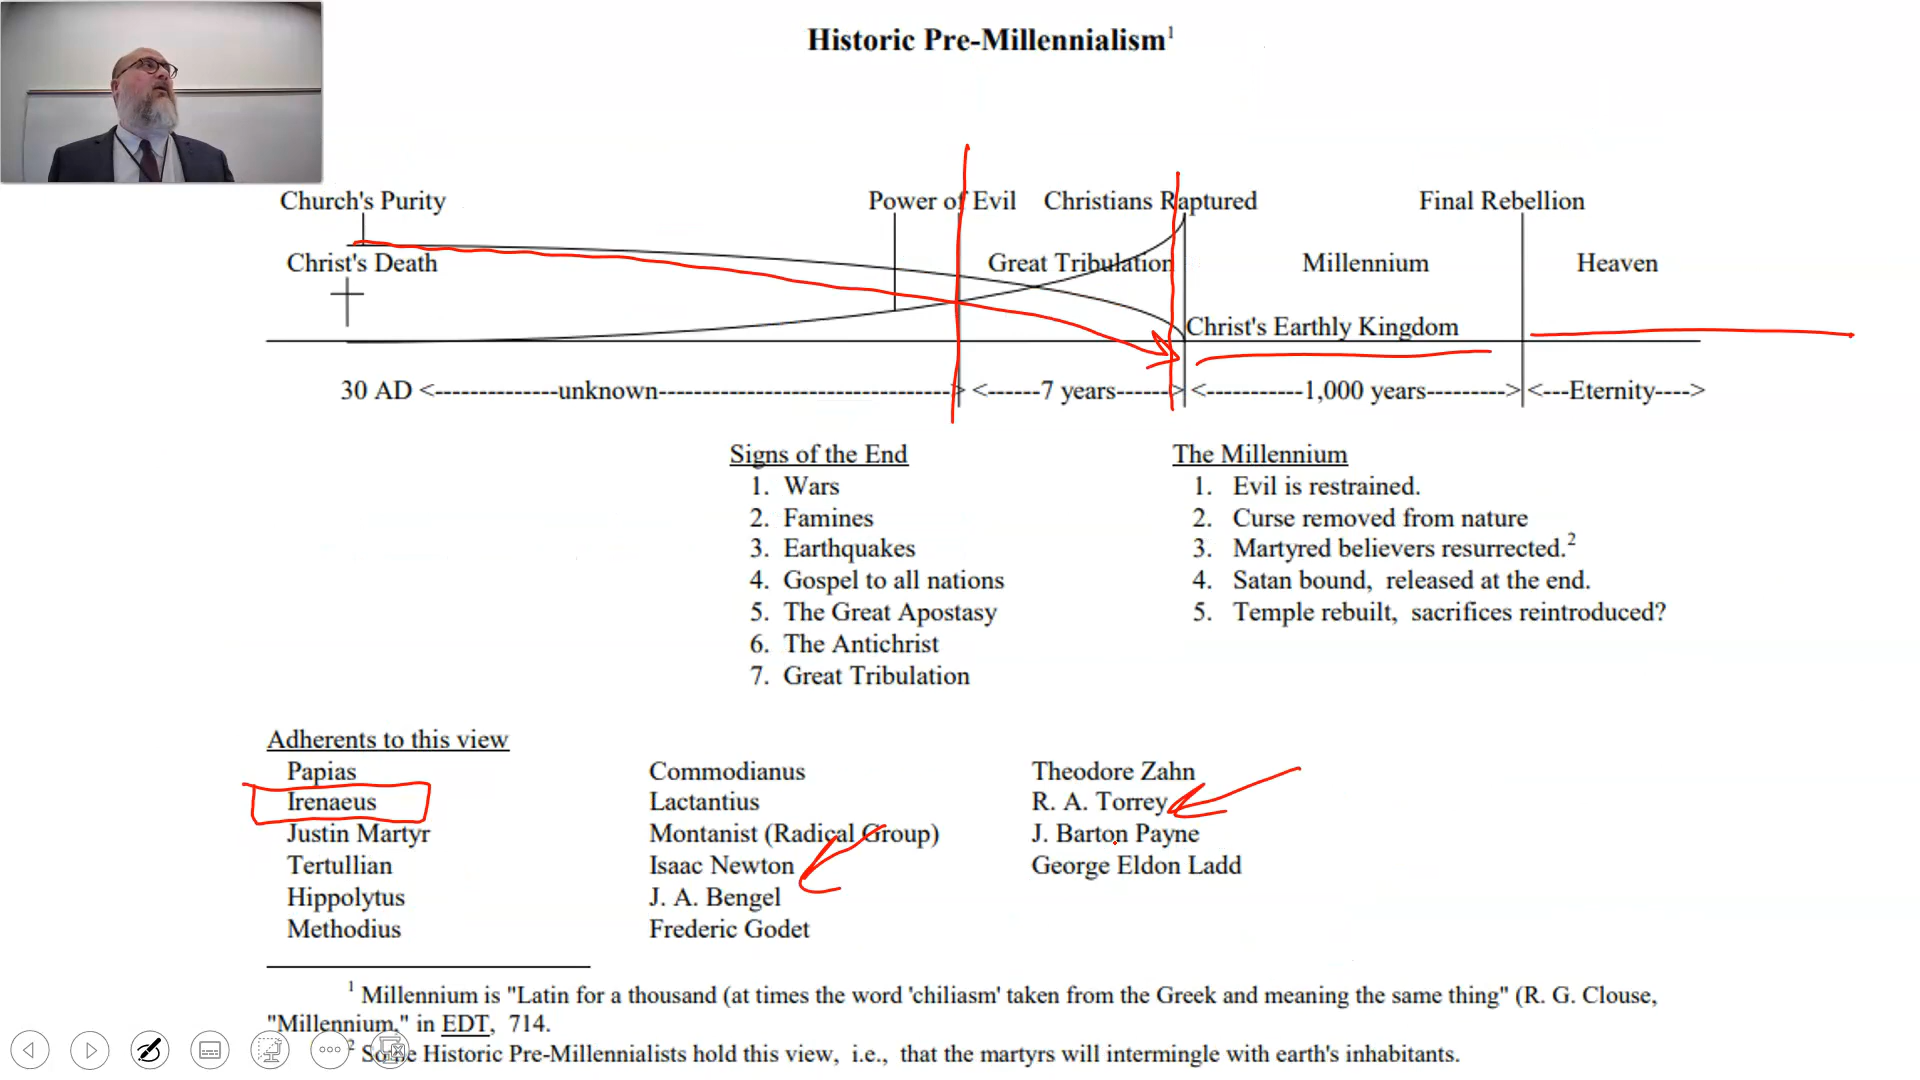 Historic Pre-Millennialism1
Church's Purity Power of Evil Christians Raptured Final Rebellion
Christ's Death Great Tribulation Millennium Heaven
Christ's Earthly Kingdom
30 AD <-------------unknown-------------------------------> <------7 years------> <-----------1,000 years---------> <---Eternity---->
Signs of the End
1. Wars
2. Famines
3. Earthquakes
4. Gospel to all nations
5. The Great Apostasy
6. The Antichrist
7. Great Tribulation
The Millennium
1. Evil is restrained.
2. Curse removed from nature
3. Martyred believers resurrected.2
4. Satan bound, released at the end.
5. Temple rebuilt, sacrifices reintroduced?
Adherents to this view
Papias
Irenaeus
Justin Martyr
Tertullian
Hippolytus
Methodius
Commodianus
Lactantius
Montanist (Radical Group)
Isaac Newton
J. A. Bengel
Frederic Godet
Theodore Zahn
R. A. Torrey
J. Barton Payne
George Eldon Ladd
1 Millennium is "Latin for a thousand (at times the word 'chiliasm' taken from the Greek and meaning the same thing" (R. G. Clouse,
"Millennium," in EDT, 714.
2 Some Historic Pre-Millennialists hold this view, i.e., that the martyrs will intermingle with earth's inhabitants.